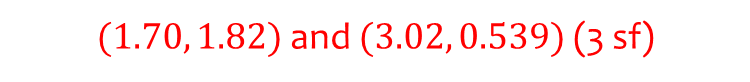 (1.70, 1.82) and (3.02, 0.539) (3 sf)